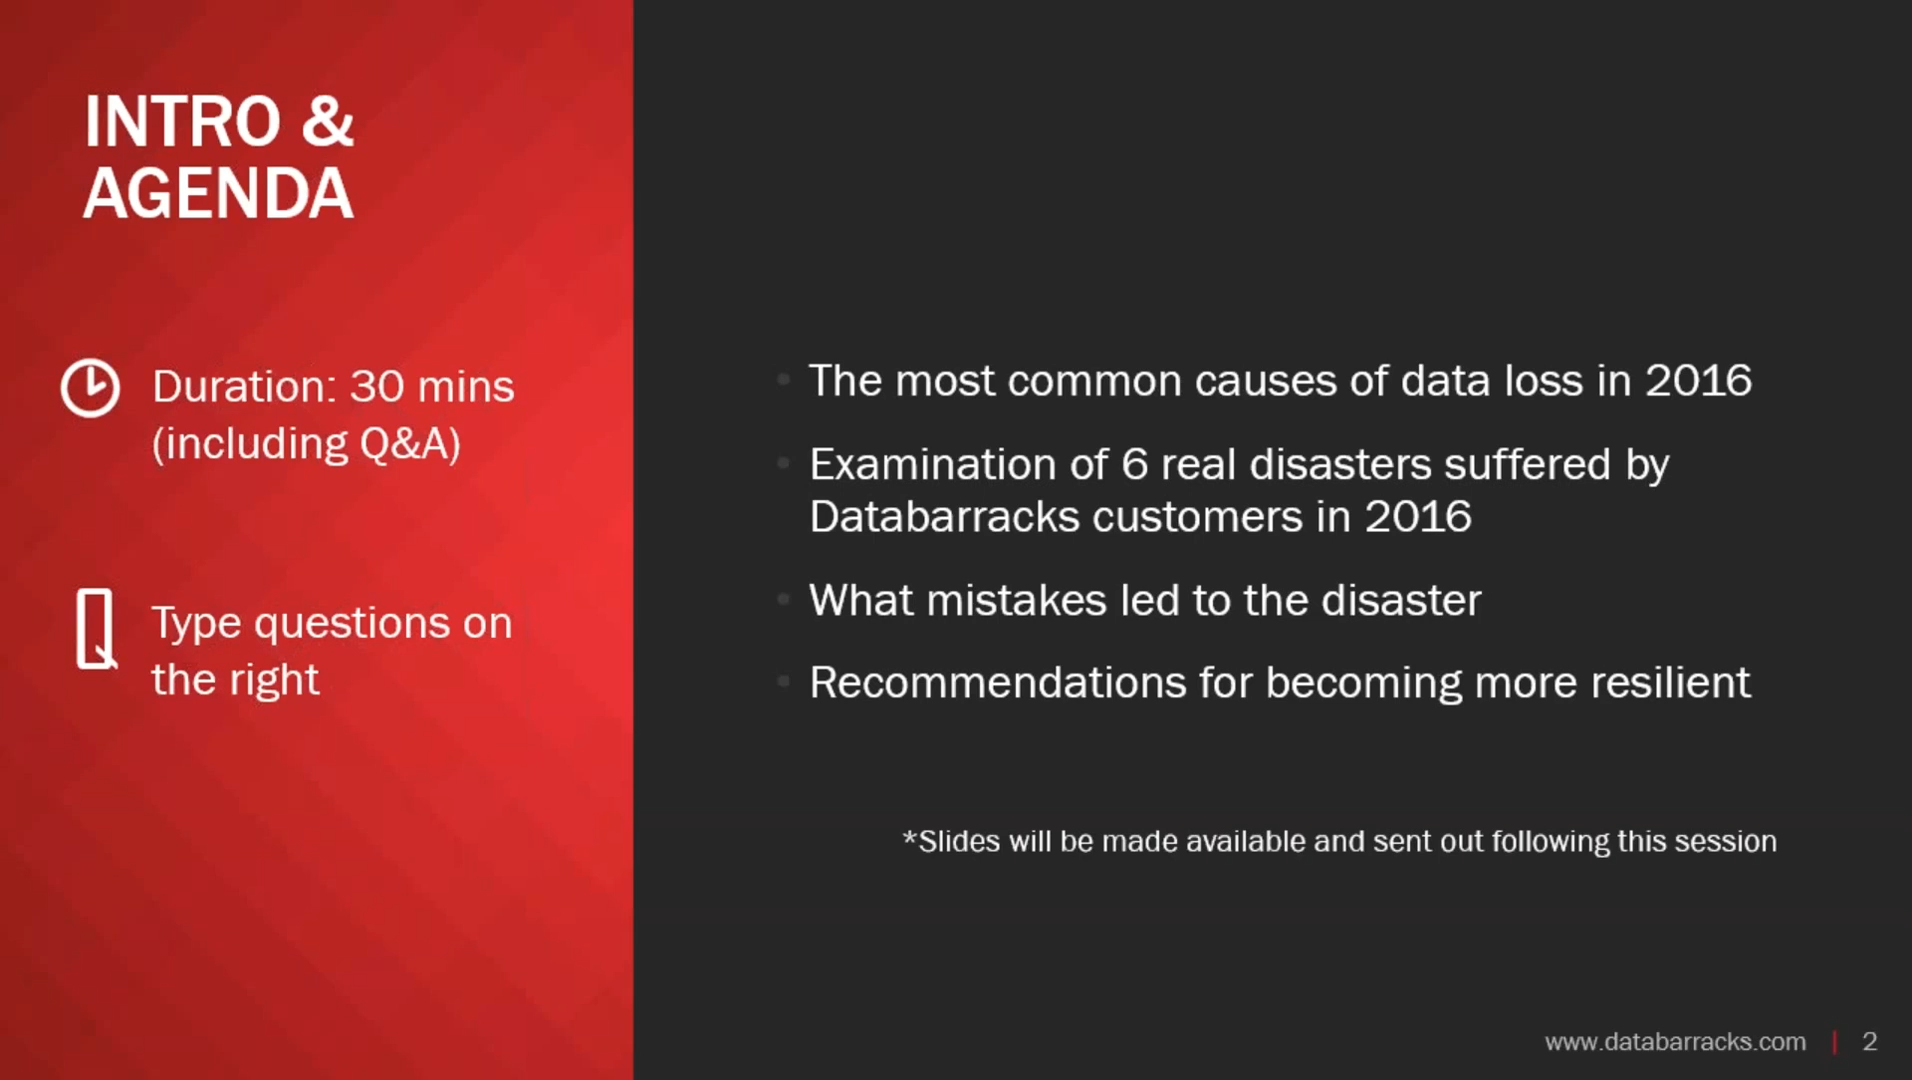 INTRO &
AGENDA
Duration: 30 mins
(including Q&A)
Q
Type questions on
the right
The most common causes of data loss in 2016
Examination of 6 real disasters suffered by
Databarracks customers in 2016
What mistakes led to the disaster
Recommendations for becoming more resilient
*Slides will be made available and sent out following this session
www.databarracks.com | 2